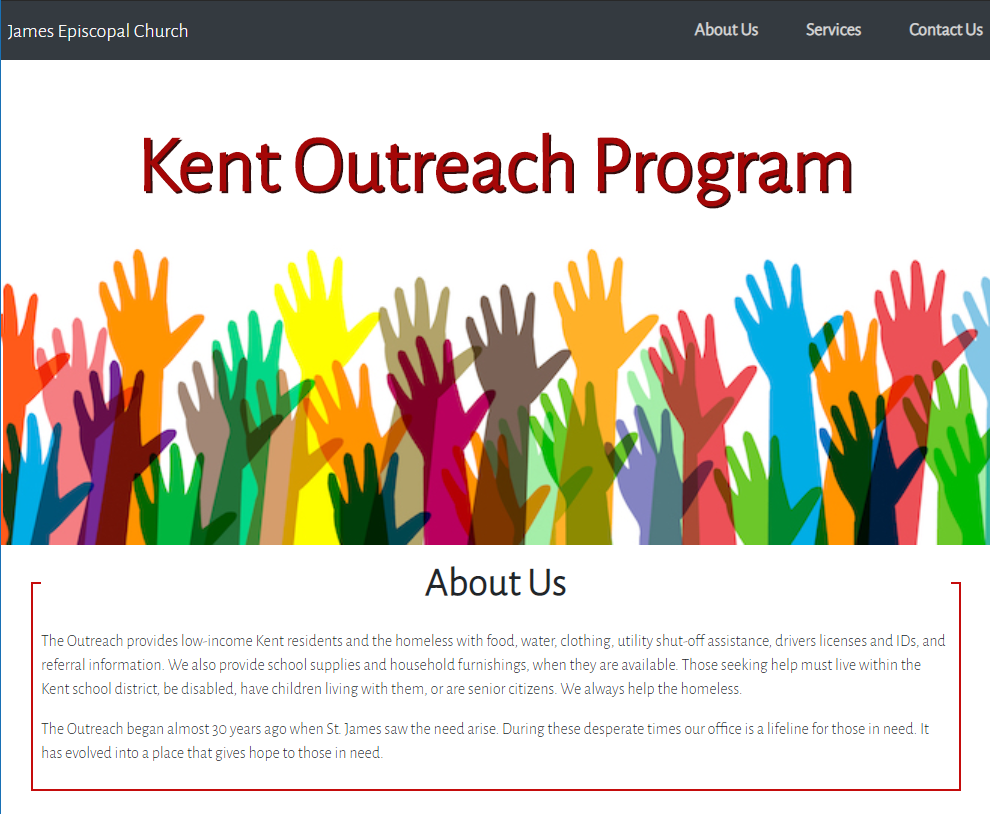 James Episcopal Church
About Us
Services
Contact Us
Kent Outreach Program
About Us
The Outreach provides low-income Kent residents and the homeless with food, water, clothing, utility shut-off assistance, drivers licenses and IDs, and
referral information. We also provide school supplies and household furnishings, when they are available. Those seeking help must live within the
Kent school district, be disabled, have children living with them, or are senior citizens. We always help the homeless.
The Outreach began almost 30 years ago when St. James saw the need arise. During these desperate times our office is a lifeline for those in need. It
has evolved into a place that gives hope to those in need.